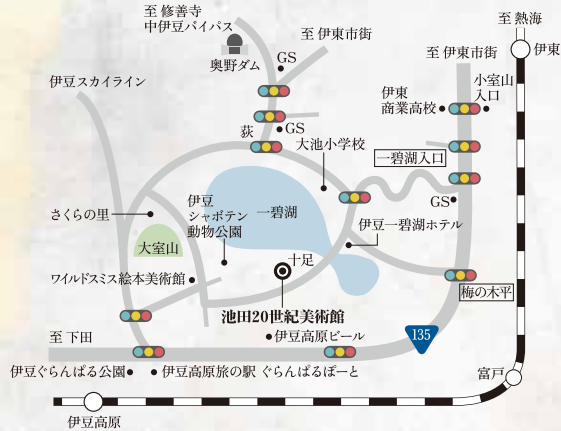 至 修善寺
中伊豆バイパス
至 熱海
奥野ダム
GS
至 伊東市街
至 伊東市街
伊東
伊豆スカイライン
小室山
入口
伊東
商業高校
荻
GS
大池小学校
一碧湖入口
伊豆
シャボテン
動物公園
一碧湖
GS
さくらの里
伊豆一碧湖ホテル
大室山
十足
ワイルドスミス絵本美術館
梅の木平
池田20世紀美術館
至 下田
伊豆高原ビール
135
伊豆ぐらんぱる公園
伊豆高原旅の駅 ぐらんぱるぽーと
富戸
伊豆高原